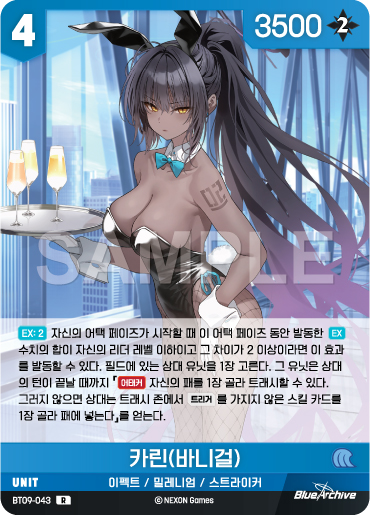 4
3500 2
02
SAMPLE
EX: 2 자신의 어택 페이즈가 시작할 때 이 어택 페이즈 동안 발동한 EX
수치의 합이 자신의 리더 레벨 이하이고 그 차이가 2 이상이라면 이 효과
를 발동할 수 있다. 필드에 있는 상대 유닛을 1장 고른다. 그 유닛은 상대
의 턴이 끝날 때까지 「어태커 자신의 패를 1장 골라 트래시할 수 있다.
그러지 않으면 상대는 트래시 존에서 트리거 를 가지지 않은 스킬 카드를
1장 골라 패에 넣는다」를 얻는다.
카린(바니걸)
UNIT
이펙트 / 밀레니엄 / 스트라이커
BT09-043 R
© NEXON Games
BlueArchive